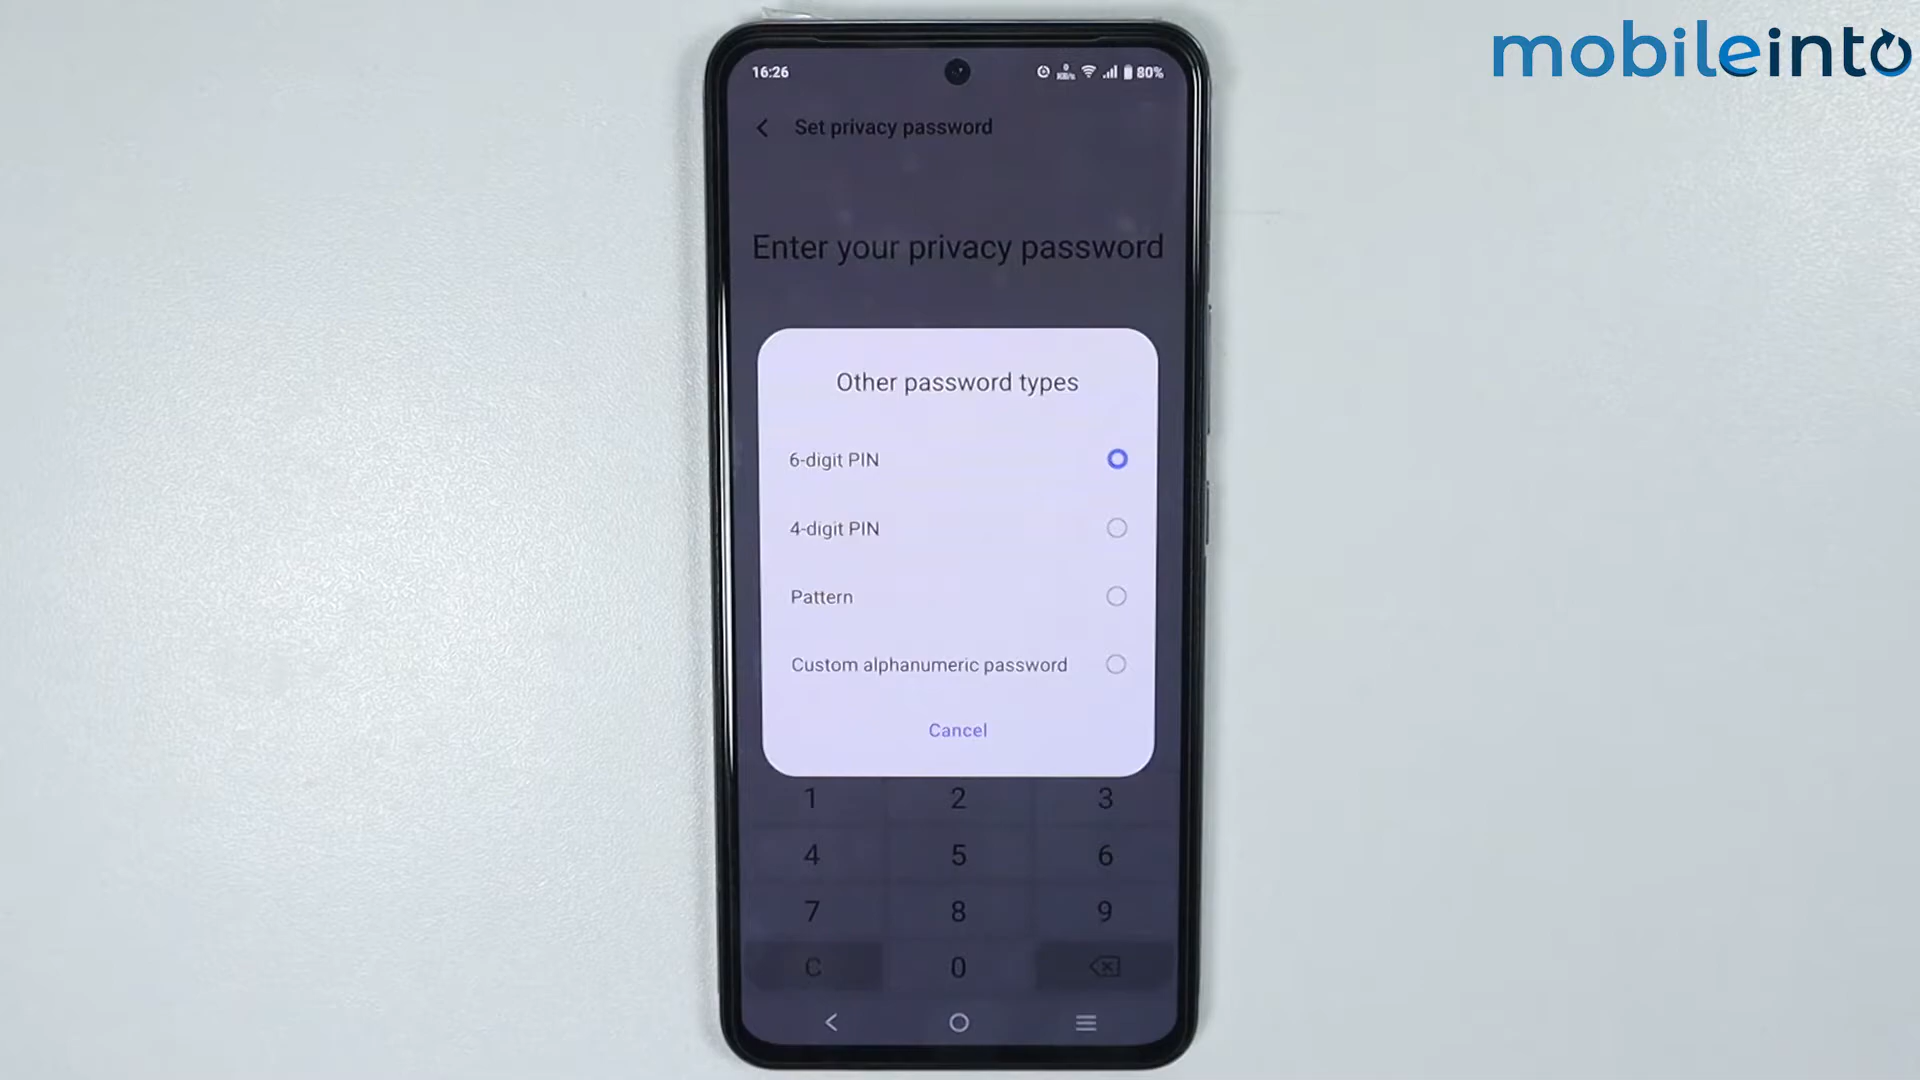 mobileinto
16:26
80%
Set privacy password
Enter your privacy password
Other password types
6-digit PIN
4-digit PIN
Pattern
Custom alphanumeric password
Cancel
1 2 3
4 5 6
7 8 9
C 0